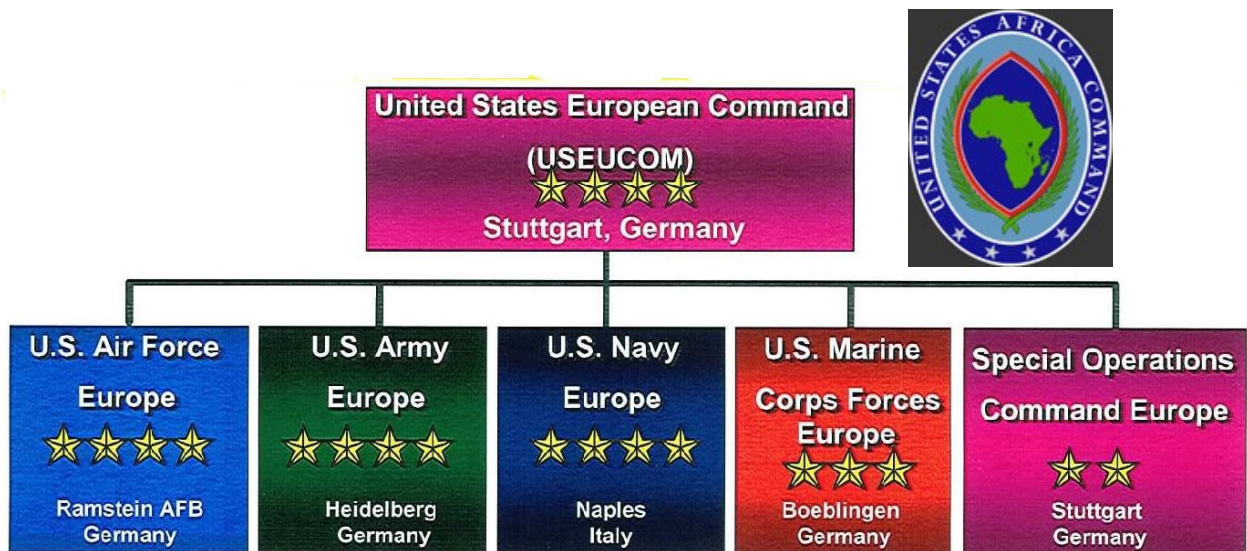 United States European Command
(USEUCOM)
Stuttgart, Germany
UNITED STATES AFRICA COMMAND
U.S. Air Force
Europe
Ramstein AFB
Germany
U.S. Army
Europe
Heidelberg
Germany
U.S. Navy
Europe
Naples
Italy
U.S. Marine
Corps Forces
Europe
Boeblingen
Germany
Special Operations
Command Europe
Stuttgart
Germany